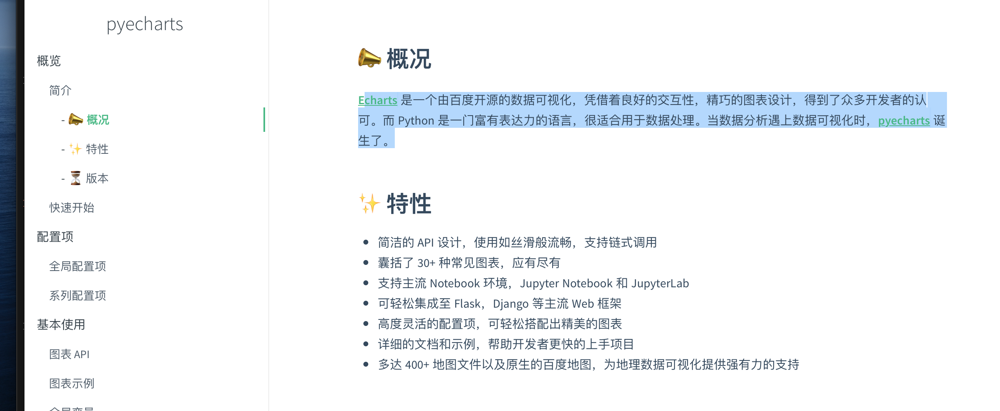 pyecharts
概览
简介
- 📣 概况
- ✨ 特性
- ⏳ 版本
快速开始
配置项
全局配置项
系列配置项
基本使用
图表 API
图表示例
📣 概况
Echarts 是一个由百度开源的数据可视化，凭借着良好的交互性，精巧的图表设计，得到了众多开发者的认
可。而 Python 是一门富有表达力的语言，很适合用于数据处理。当数据分析遇上数据可视化时，pyecharts 诞
生了。
✨ 特性
简洁的 API 设计，使用如丝滑般流畅，支持链式调用
囊括了 30+ 种常见图表，应有尽有
支持主流 Notebook 环境，Jupyter Notebook 和 JupyterLab
可轻松集成至 Flask，Django 等主流 Web 框架
高度灵活的配置项，可轻松搭配出精美的图表
详细的文档和示例，帮助开发者更快的上手项目
多达 400+ 地图文件以及原生的百度地图，为地理数据可视化提供强有力的支持